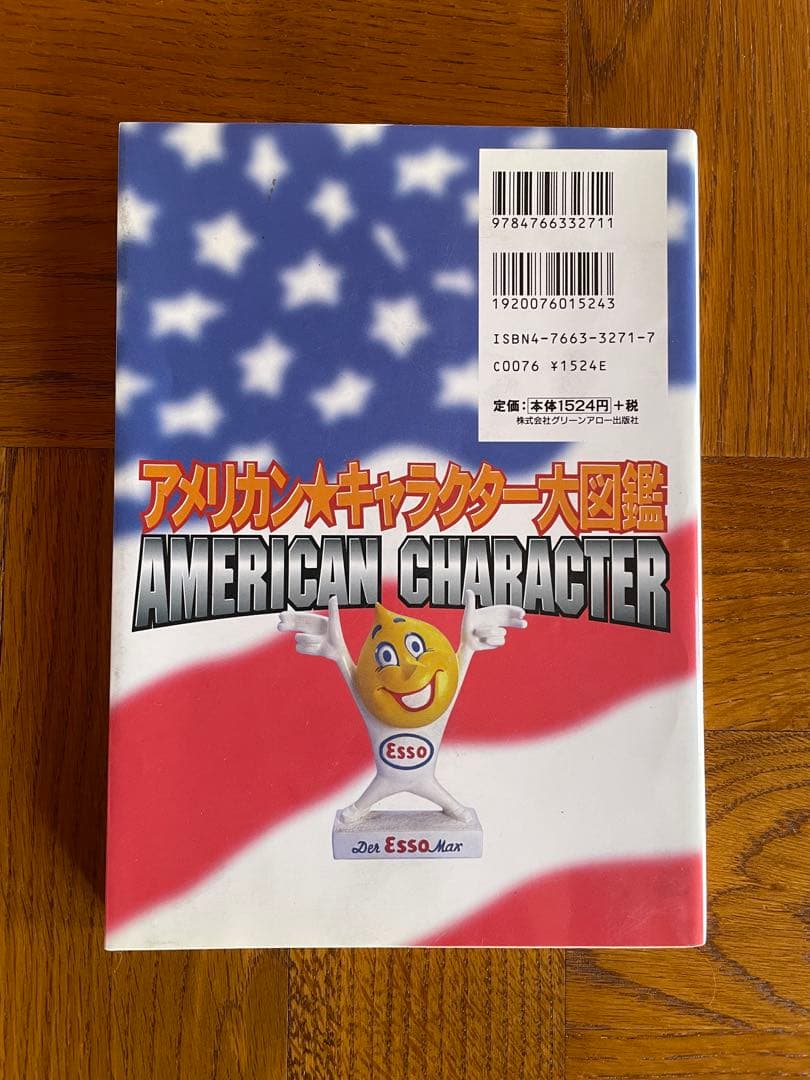 9784766332711
1920076015243
ISBN4-7663-3271-7
C0076 ¥1524E
定価:本体1524円+税
株式会社グリーンアロー出版社
アメリカン★キャラクター大図鑑
AMERICAN CHARACTER
Esso
Der Esso Max